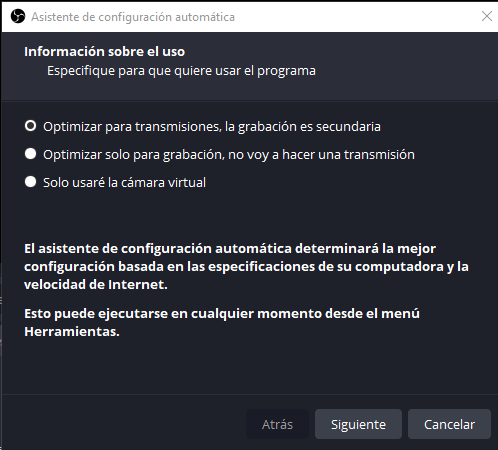 Asistente de configuración automática
Información sobre el uso
Especifique para que quiere usar el programa
Optimizar para transmisiones, la grabación es secundaria
Optimizar solo para grabación, no voy a hacer una transmisión
Solo usaré la cámara virtual
El asistente de configuración automática determinará la mejor
configuración basada en las especificaciones de su computadora y la
velocidad de Internet.
Esto puede ejecutarse en cualquier momento desde el menú
Herramientas.
Atrás
Siguiente
Cancelar